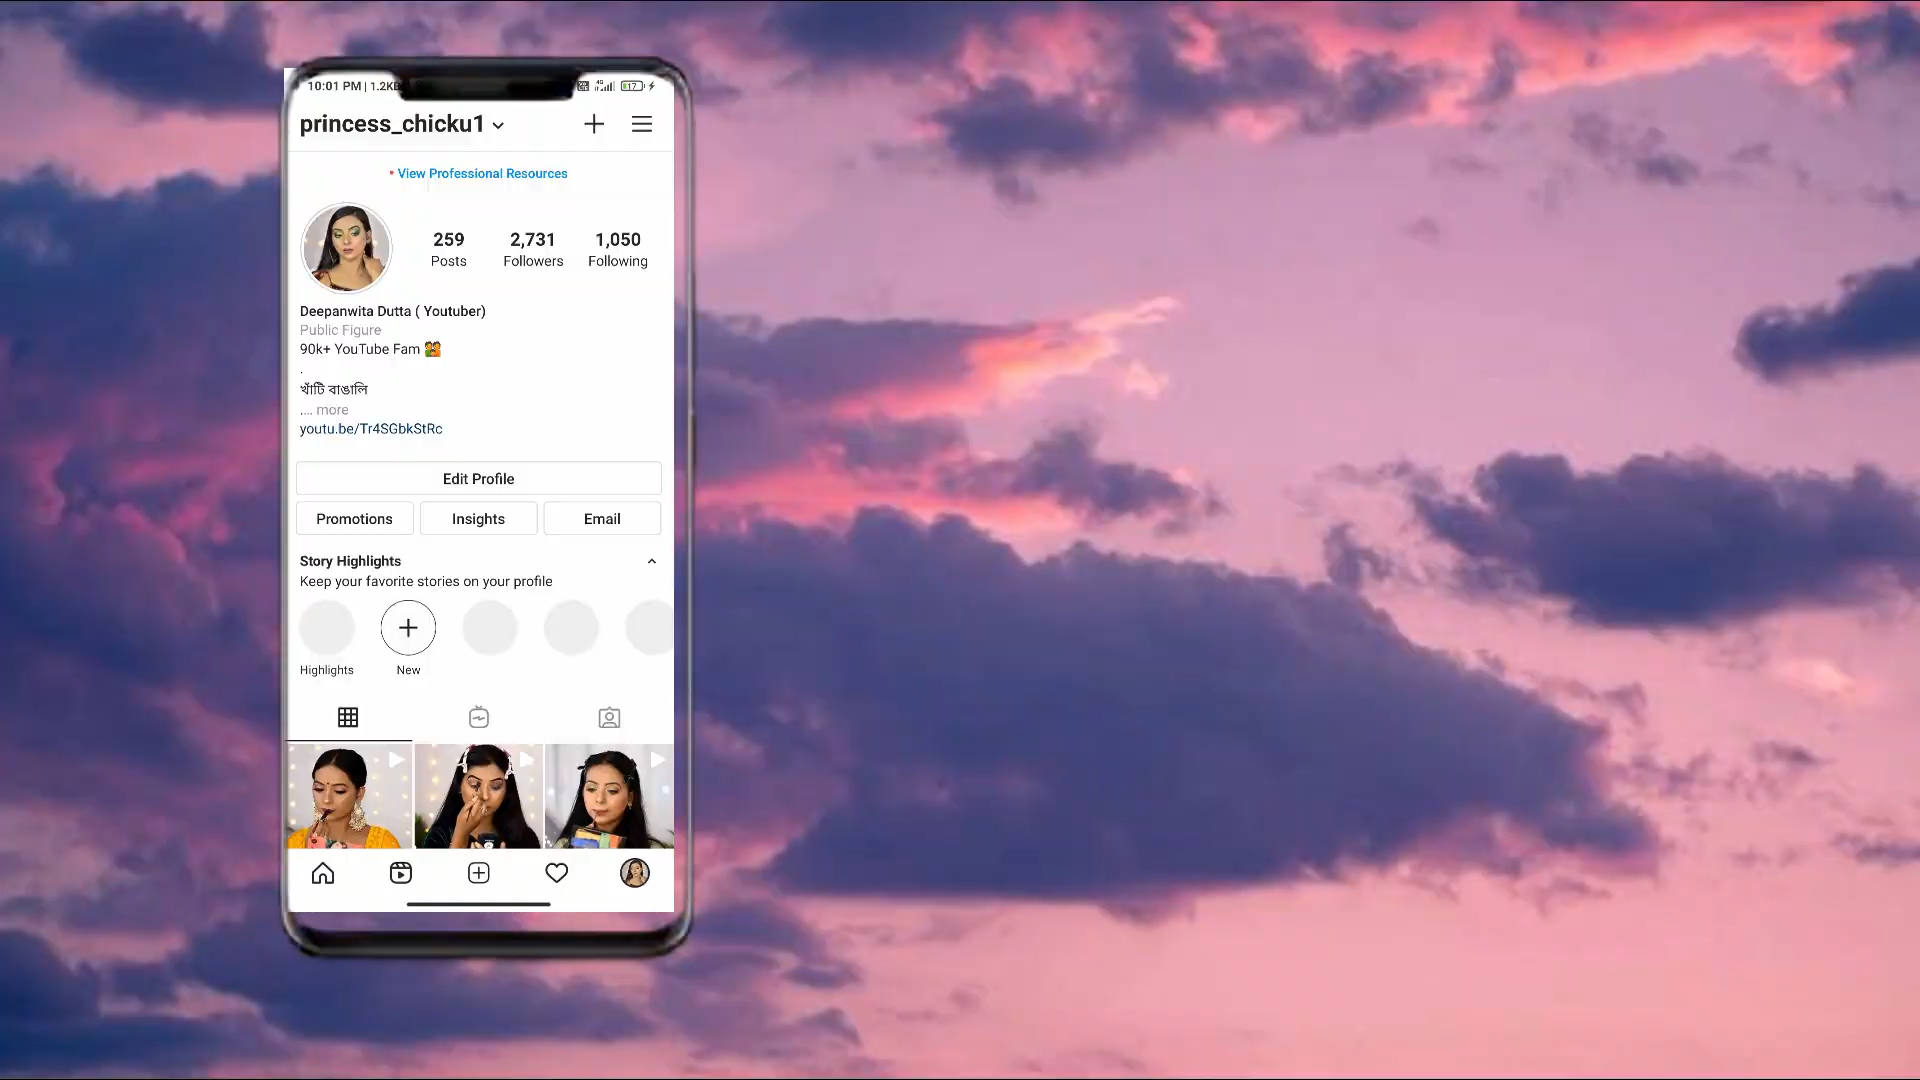 10:01 PM | 1.2KB
4G
17
princess_chicku1
View Professional Resources
259
Posts
2,731
Followers
1,050
Following
Deepanwita Dutta ( Youtuber)
Public Figure
90k+ YouTube Fam 👫
.
খাঁটি বাঙালি
.... more
youtu.be/Tr4SGbkStRc
Edit Profile
Promotions
Insights
Email
Story Highlights
Keep your favorite stories on your profile
Highlights
New